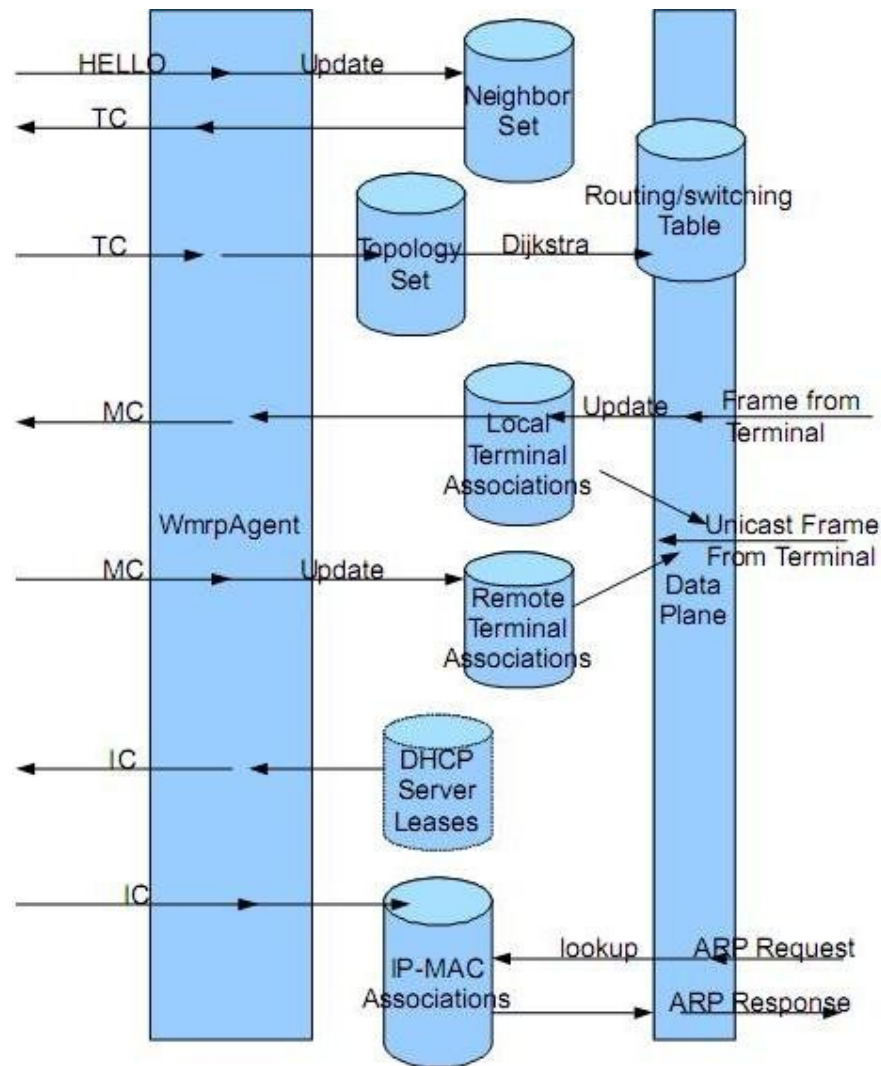 HELLO
Update
Neighbor
Set
TC
Routing/switching
Table
TC
Topology
Set
Dijkstra
MC
Local
Terminal
Associations
Update
Frame from
Terminal
WmrpAgent
Unicast Frame
From Terminal
MC
Update
Remote
Terminal
Associations
Data
Plane
IC
DHCP
Server
Leases
IC
IP-MAC
Associations
lookup
ARP Request
ARP Response